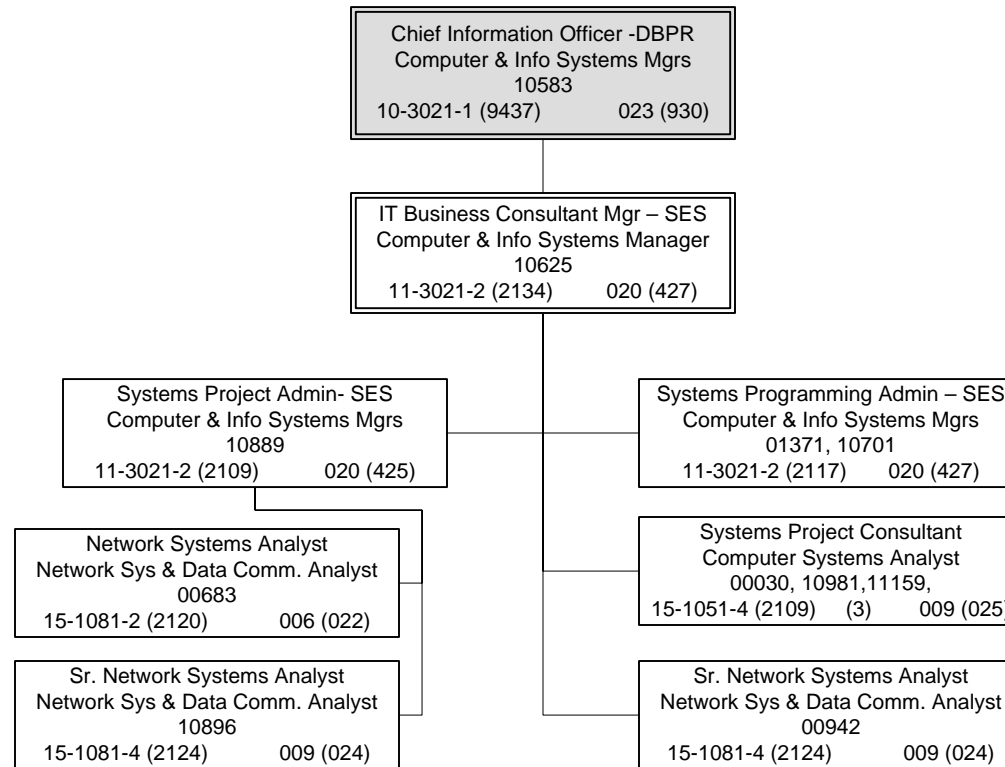 Chief Information Officer -DBPR
Computer & Info Systems Mgrs
10583
10-3021-1 (9437) 023 (930)
IT Business Consultant Mgr – SES
Computer & Info Systems Manager
10625
11-3021-2 (2134) 020 (427)
Systems Project Admin- SES
Computer & Info Systems Mgrs
10889
11-3021-2 (2109) 020 (425)
Systems Programming Admin – SES
Computer & Info Systems Mgrs
01371, 10701
11-3021-2 (2117) 020 (427)
Network Systems Analyst
Network Sys & Data Comm. Analyst
00683
15-1081-2 (2120) 006 (022)
Systems Project Consultant
Computer Systems Analyst
00030, 10981,11159,
15-1051-4 (2109) (3) 009 (025)
Sr. Network Systems Analyst
Network Sys & Data Comm. Analyst
10896
15-1081-4 (2124) 009 (024)
Sr. Network Systems Analyst
Network Sys & Data Comm. Analyst
00942
15-1081-4 (2124) 009 (024)